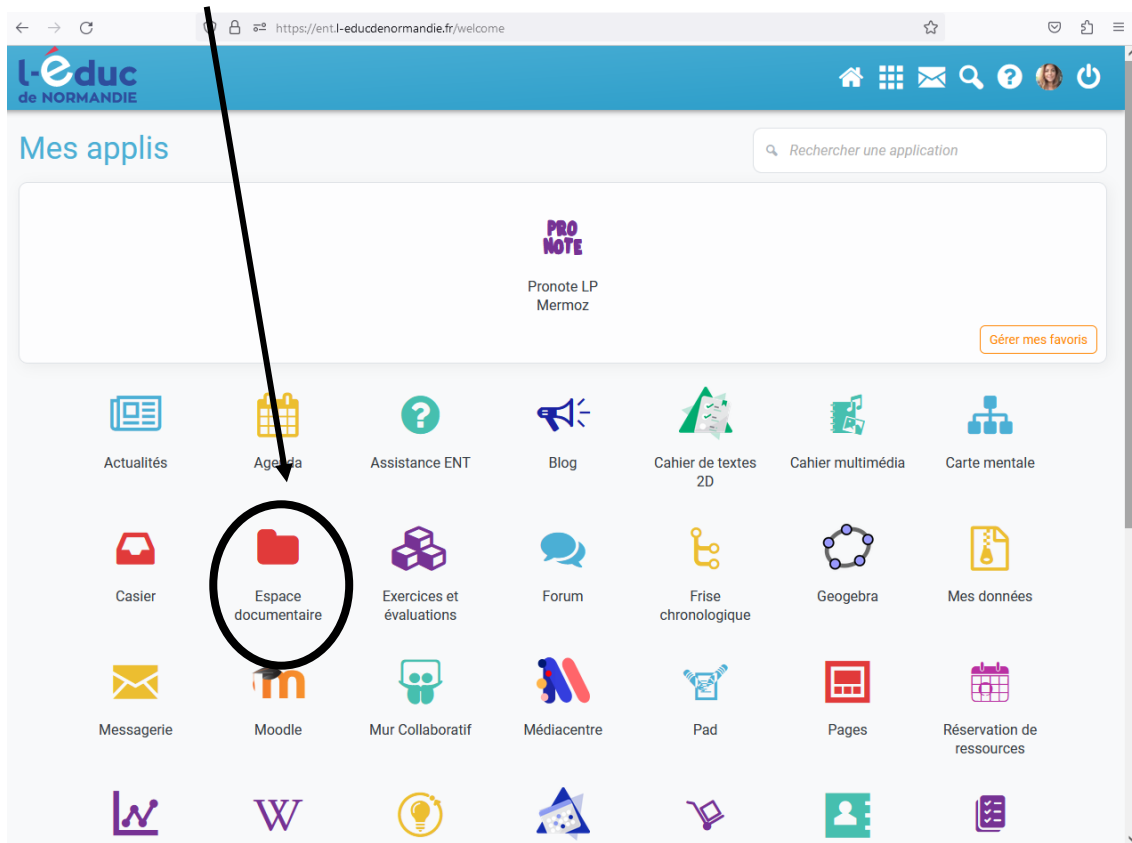 https://ent.l-educdenormandie.fr/welcome
l-éduc
de NORMANDIE
Mes applis
Rechercher une application
PRO
NOTE
Pronote LP
Mermoz
Gérer mes favoris
Actualités
Agenda
Assistance ENT
Blog
Cahier de textes
2D
Cahier multimédia
Carte mentale
Casier
Espace
documentaire
Exercices et
évaluations
Forum
Frise
chronologique
Geogebra
Mes données
Messagerie
Moodle
Mur Collaboratif
Médiacentre
Pad
Pages
Réservation de
ressources